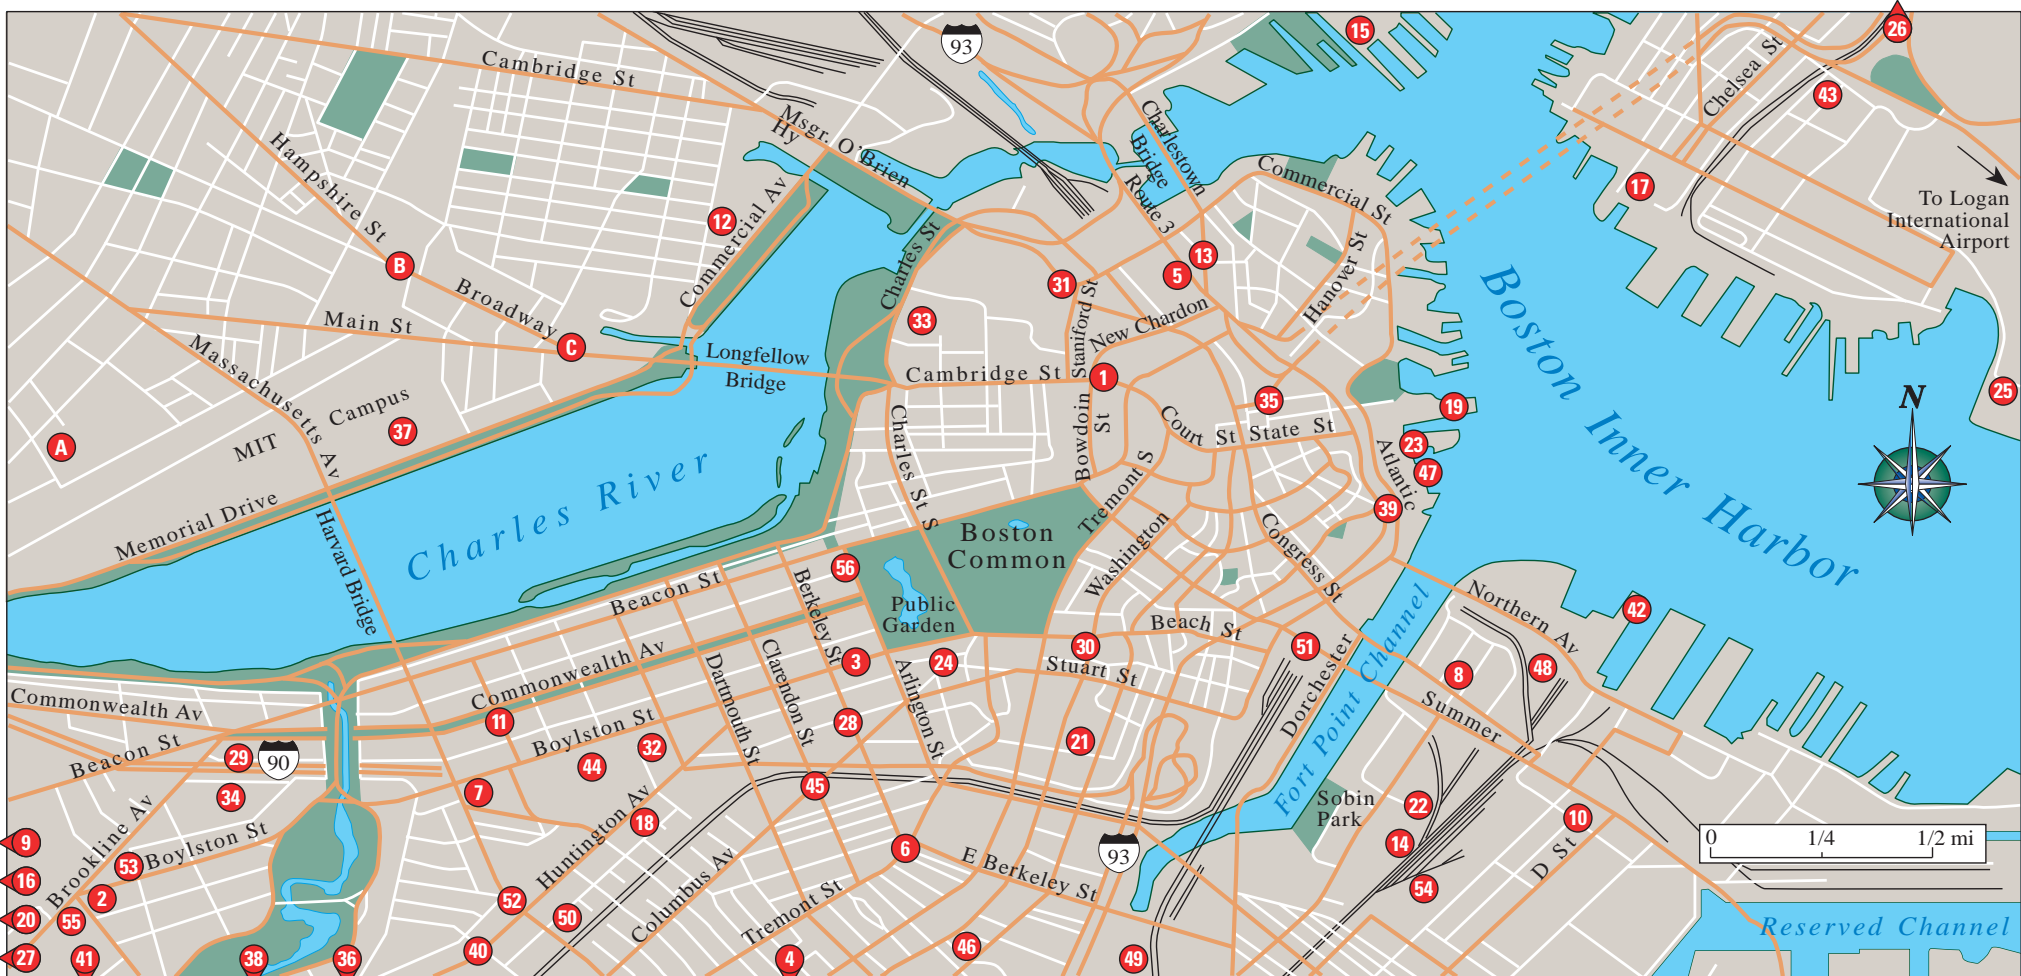 93
15
26
Cambridge St
Chelsea St
43
Msgr. O'Brien
Hy
Charlestown
Bridge
Hampshire St
Commercial St
17
To Logan
International
Airport
Route 3
12
Commercial Av
Charles St
13
B
5
31
Hanover St
Broadway
Staniford St
New Chardon
Main St
33
C
Longfellow
Bridge
Boston Inner Harbor
Massachusetts Av
Cambridge St
1
N
25
35
19
Campus
MIT
37
Bowdoin
St
Court St
State St
A
Charles St S
Tremont S
Atlantic
23
47
Charles River
39
Memorial Drive
Harvard Bridge
Boston
Common
Washington
Congress St
56
Beacon St
Berkeley St
Public
Garden
Northern Av
42
Beach St
30
51
Commonwealth Av
Clarendon St
3
24
Stuart St
Dartmouth St
Arlington St
Dorchester
Fort Point Channel
8
48
Commonwealth Av
11
Boylston St
28
Summer
21
Beacon St
29
90
32
44
45
34
7
18
Sobin
Park
22
10
0
1/4
1/2 mi
9
Brookline Av
Boylston St
53
Huntington Av
6
93
14
D St
16
2
52
Columbus Av
E Berkeley St
54
20
55
50
Tremont St
Reserved Channel
27
41
38
36
40
4
46
49